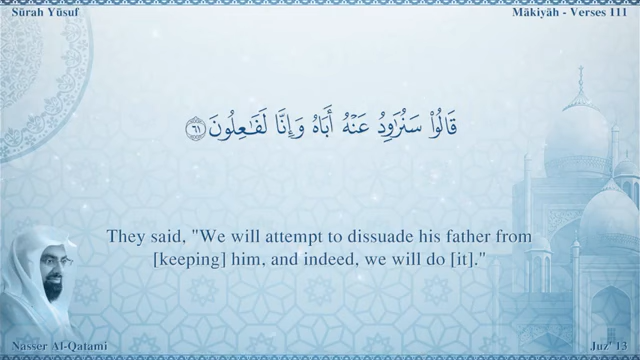 Sūrah Yūsuf
Mākiyāh - Verses 111
قَالُوا۟ سَنُرَٰوِدُ عَنْهُ أَبَاهُ وَإِنَّا لَفَـٰعِلُونَ ٦١
They said, "We will attempt to dissuade his father from
[keeping] him, and indeed, we will do [it]."
Nasser Al-Qatami
Juz' 13